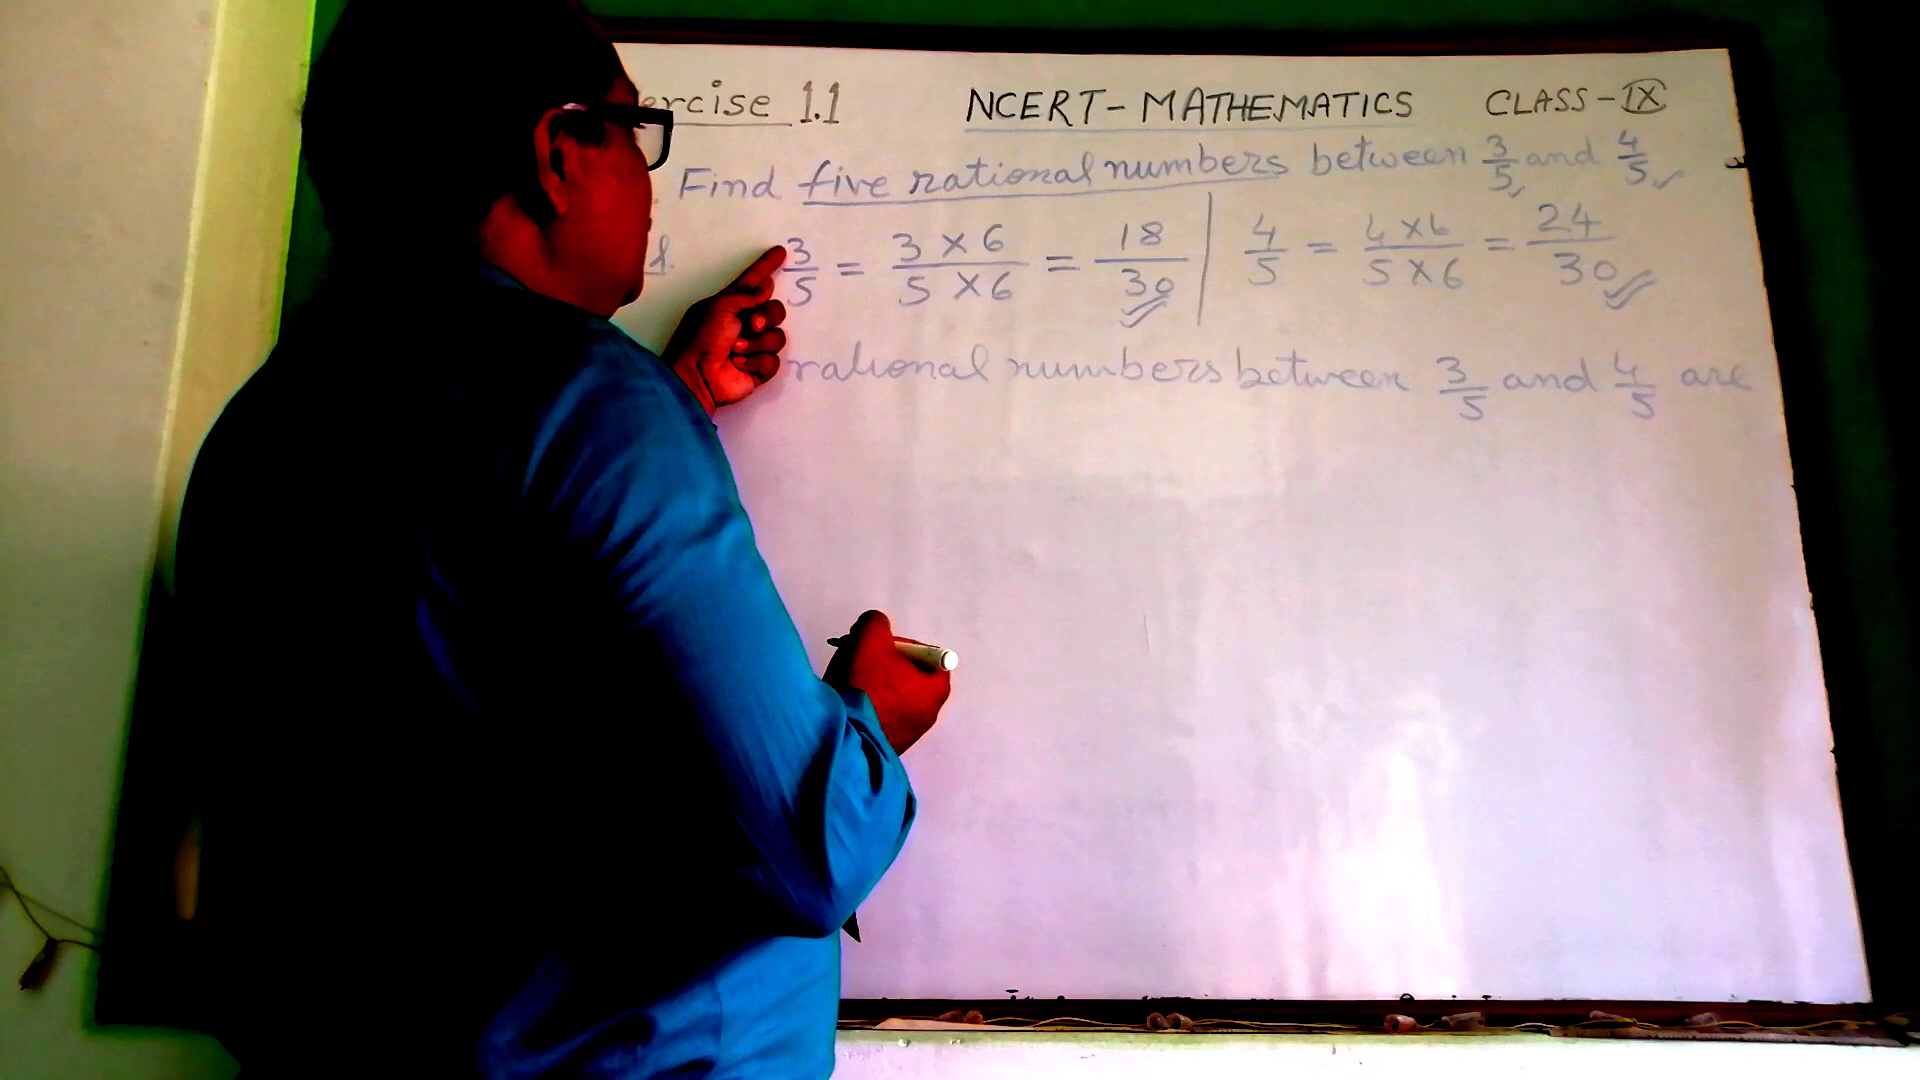 ercise 1.1 NCERT-MATHEMATICS CLASS-IX
Find five rational numbers between 3/5 and 4/5
3/5 = 3×6/5×6 = 18/30 | 4/5 = 4×6/5×6 = 24/30
rational numbers between 3/5 and 4/5 are